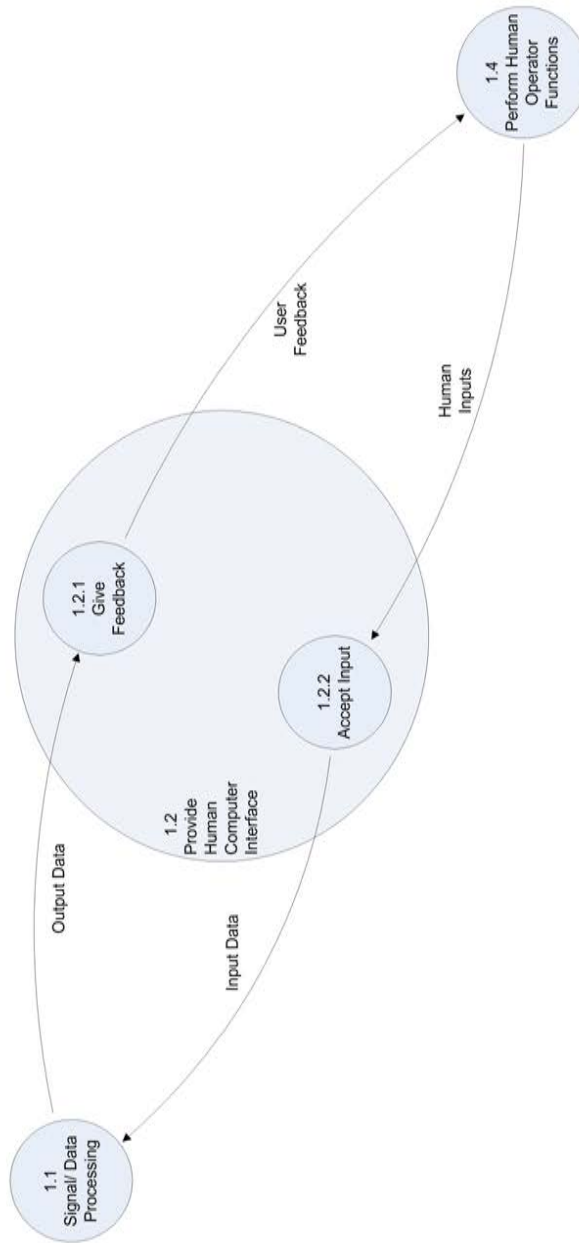 1.1
Signal/ Data
Processing
Output Data
Input Data
1.2
Provide
Human
Computer
Interface
1.2.1
Give
Feedback
1.2.2
Accept Input
User
Feedback
Human
Inputs
1.4
Perform Human
Operator
Functions